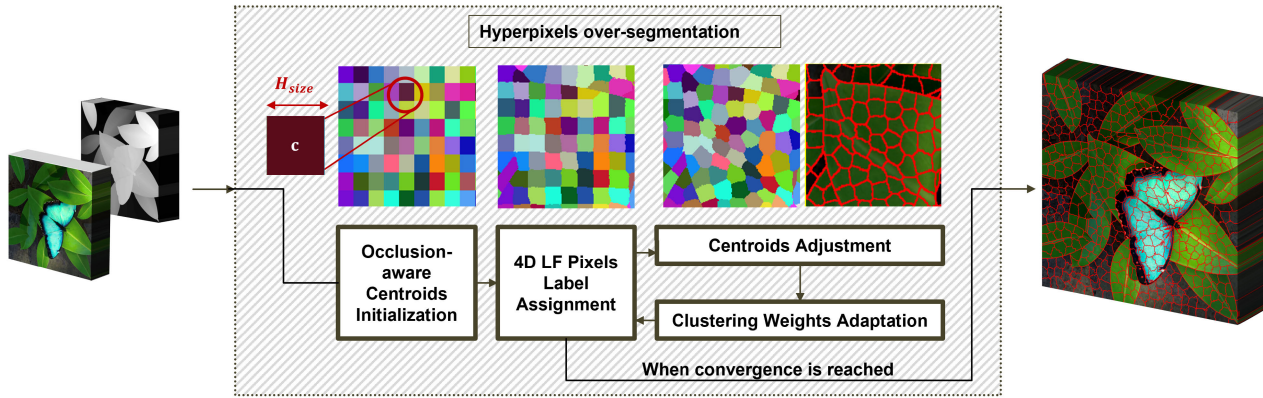 Hyperpixels over-segmentation
H_size
c
Occlusion-
aware
Centroids
Initialization
4D LF Pixels
Label
Assignment
Centroids Adjustment
Clustering Weights Adaptation
When convergence is reached